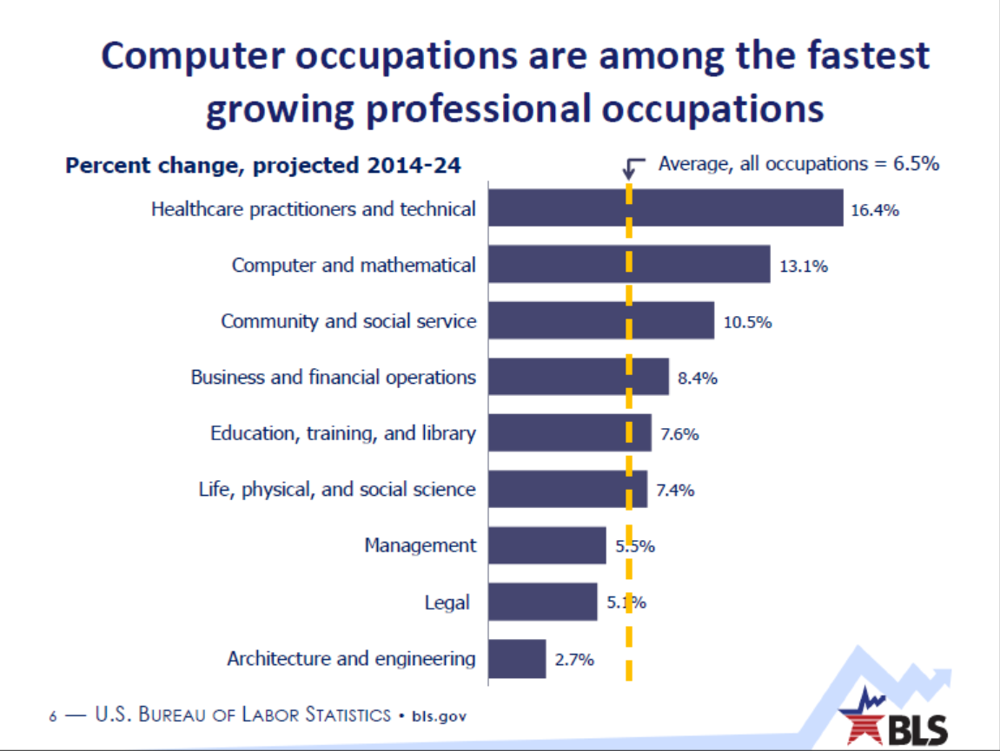 Computer occupations are among the fastest
growing professional occupations
Percent change, projected 2014-24
Average, all occupations = 6.5%
Healthcare practitioners and technical 16.4%
Computer and mathematical 13.1%
Community and social service 10.5%
Business and financial operations 8.4%
Education, training, and library 7.6%
Life, physical, and social science 7.4%
Management 5.5%
Legal 5.1%
Architecture and engineering 2.7%
6 — U.S. BUREAU OF LABOR STATISTICS • bls.gov
BLS